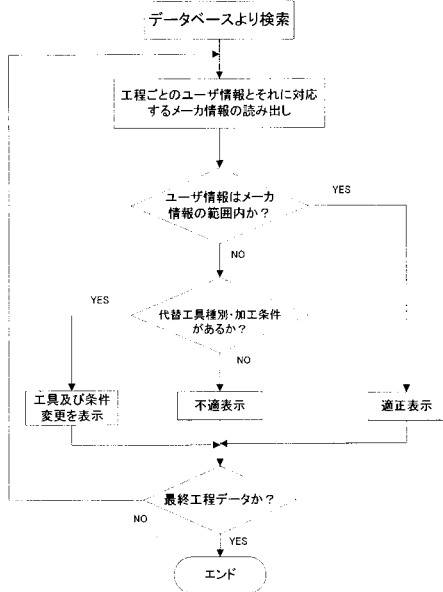 データベースより検索
工程ごとのユーザ情報とそれに対応
するメーカ情報の読み出し
ユーザ情報はメーカ
情報の範囲内か？
YES
NO
代替工具種別・加工条件
があるか？
YES
NO
工具及び条件
変更を表示
不適表示
適正表示
最終工程データか？
NO
YES
エンド